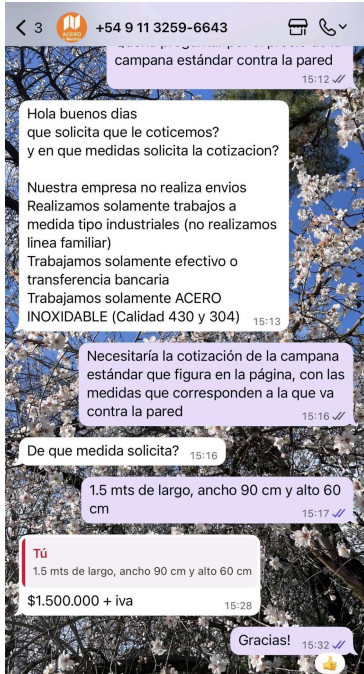 3
ACERO
a Medida
+54 9 11 3259-6643
campana estándar contra la pared
15:12
Hola buenos dias
que solicita que le coticemos?
y en que medidas solicita la cotizacion?
Nuestra empresa no realiza envios
Realizamos solamente trabajos a
medida tipo industriales (no realizamos
linea familiar)
Trabajamos solamente efectivo o
transferencia bancaria
Trabajamos solamente ACERO
INOXIDABLE (Calidad 430 y 304)
15:13
Necesitaría la cotización de la campana
estándar que figura en la página, con las
medidas que corresponden a la que va
contra la pared
15:16
De que medida solicita?
15:16
1.5 mts de largo, ancho 90 cm y alto 60
cm
15:17
Tú
1.5 mts de largo, ancho 90 cm y alto 60 cm
$1.500.000 + iva
15:28
Gracias!
15:32